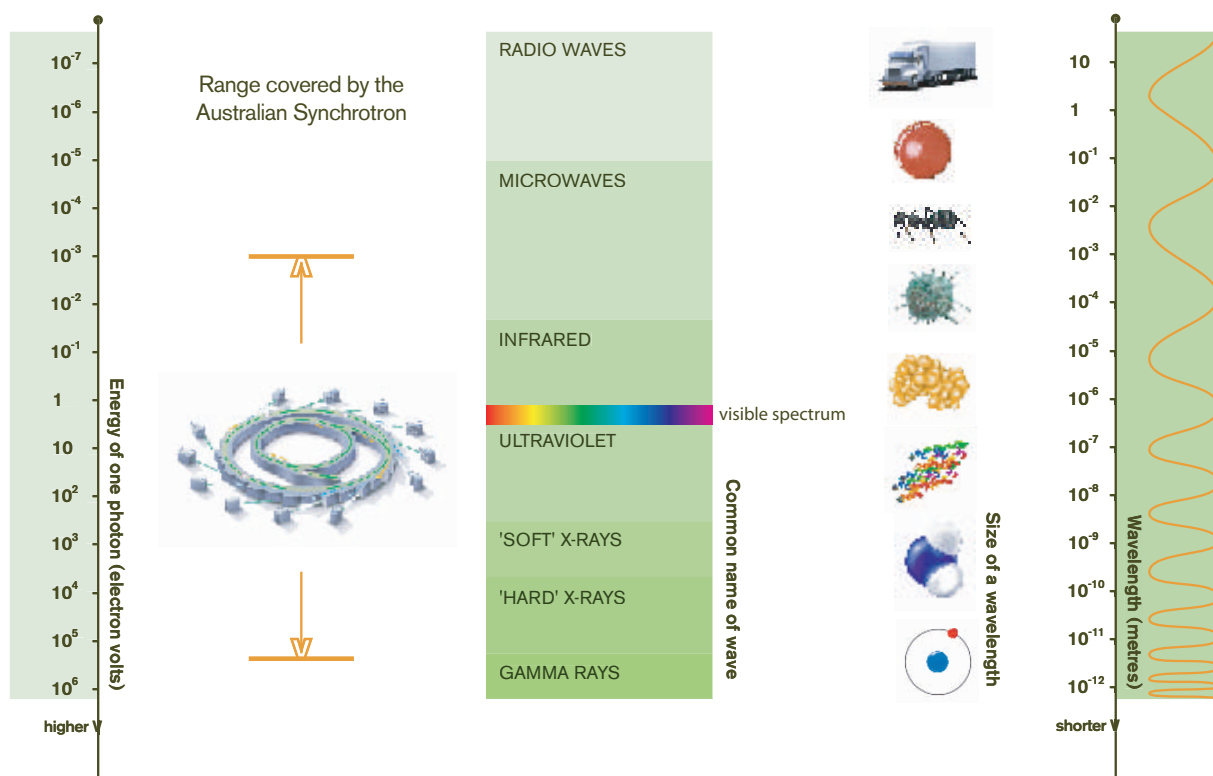 10⁻⁷
10⁻⁶
10⁻⁵
10⁻⁴
10⁻³
10⁻²
10⁻¹
1
10
10²
10³
10⁴
10⁵
10⁶
higher
Energy of one photon (electron volts)
Range covered by the
Australian Synchrotron
RADIO WAVES
MICROWAVES
INFRARED
visible spectrum
ULTRAVIOLET
'SOFT' X-RAYS
'HARD' X-RAYS
GAMMA RAYS
Common name of wave
Size of a wavelength
10
1
10⁻¹
10⁻²
10⁻³
10⁻⁴
10⁻⁵
10⁻⁶
10⁻⁷
10⁻⁸
10⁻⁹
10⁻¹⁰
10⁻¹¹
10⁻¹²
shorter
Wavelength (metres)